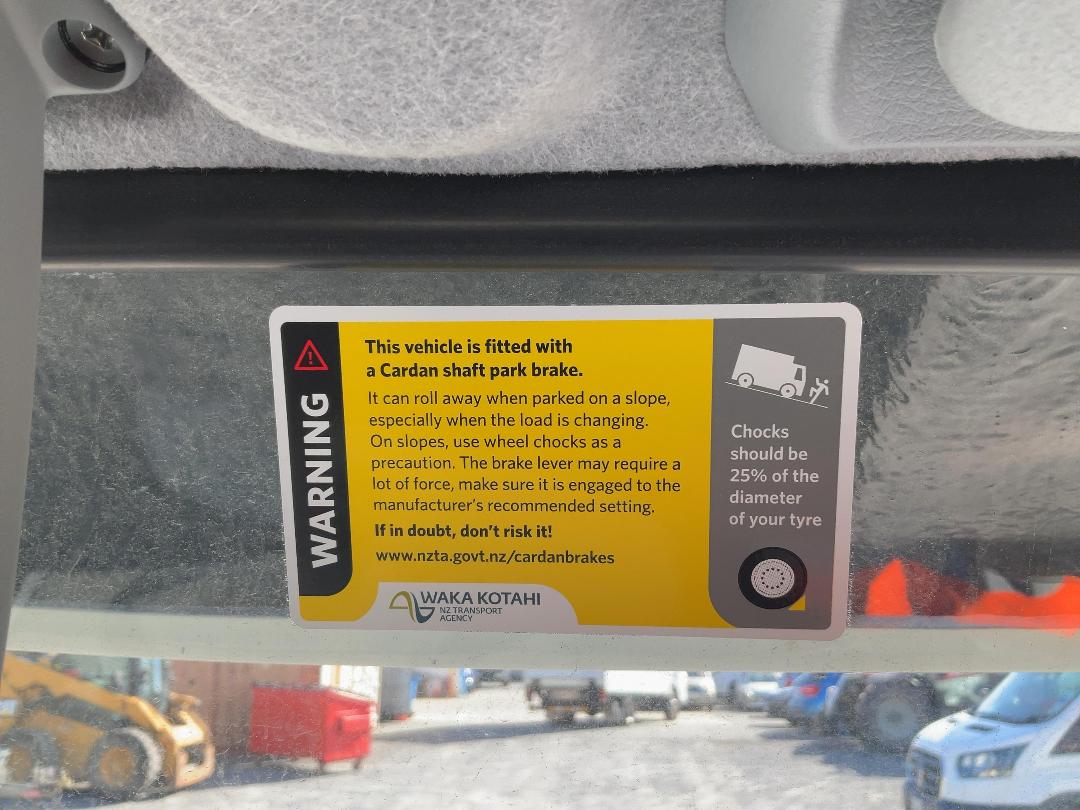 WARNING
This vehicle is fitted with
a Cardan shaft park brake.
It can roll away when parked on a slope,
especially when the load is changing.
On slopes, use wheel chocks as a
precaution. The brake lever may require a
lot of force, make sure it is engaged to the
manufacturer's recommended setting.
If in doubt, don't risk it!
www.nzta.govt.nz/cardanbrakes
WAKA KOTAHI
NZ TRANSPORT
AGENCY
Chocks
should be
25% of the
diameter
of your tyre